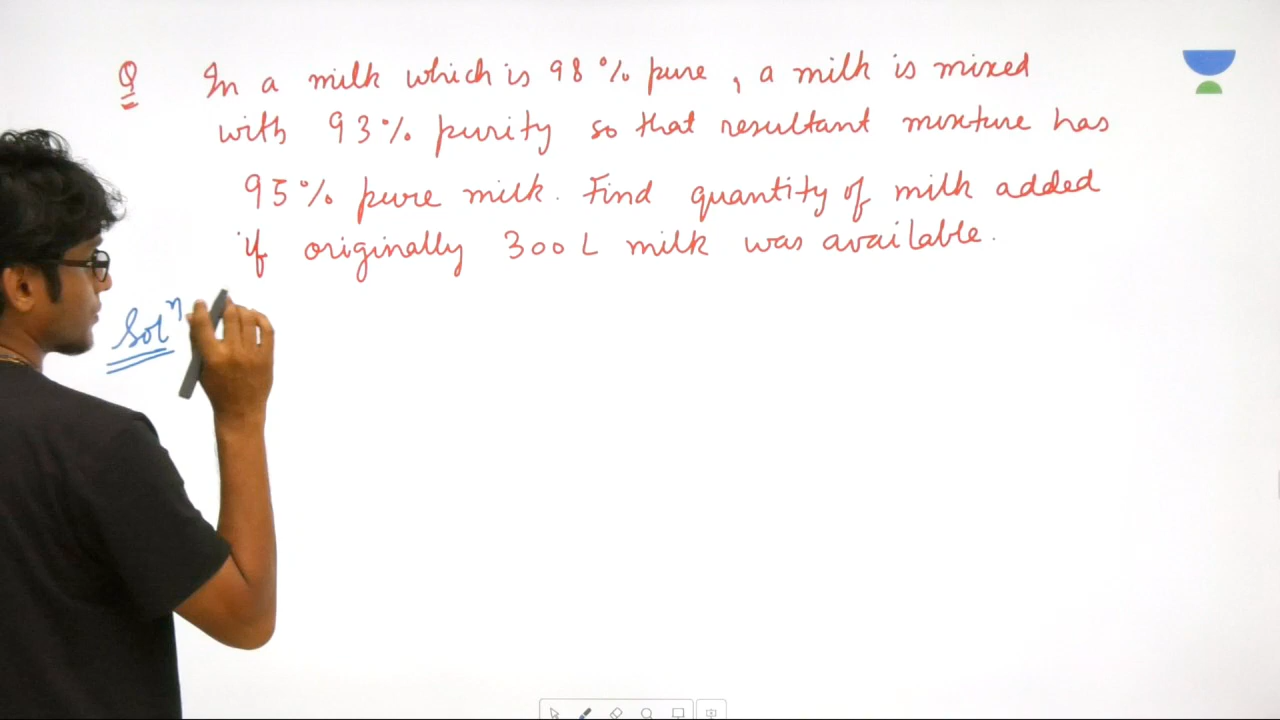 Q In a milk which is 98% pure, a milk is mixed
with 93% purity so that resultant mixture has
95% pure milk. Find quantity of milk added
if originally 300 L milk was available.
Solⁿ